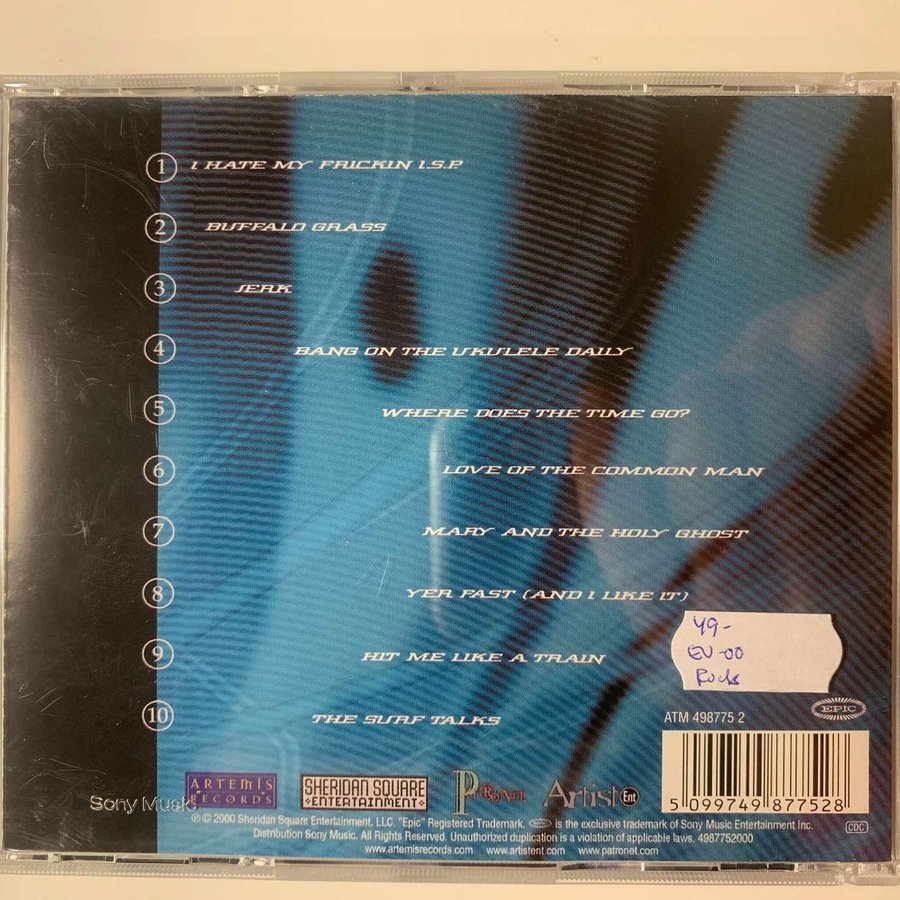 1 I HATE MY FRICKIN I.S.P.
2 BUFFALO GRASS
3 JERK
4 BANG ON THE UKULELE DAILY
5 WHERE DOES THE TIME GO?
6 LOVE OF THE COMMON MAN
7 MARY AND THE HOLY GHOST
8 YER FAST (AND I LIKE IT)
9 HIT ME LIKE A TRAIN
10 THE SURF TALKS
49-
EU-00
Rock
EPIC
ATM 498775 2
5 099749 877528
CDC
Sony Music
ARTEMIS
RECORDS
SHERIDAN SQUARE
ENTERTAINMENT
PATRONET
Artist Ent
℗ © 2000 Sheridan Square Entertainment, LLC. "Epic" Registered Trademark. EPIC is the exclusive trademark of Sony Music Entertainment Inc.
Distribution Sony Music. All Rights Reserved. Unauthorized duplication is a violation of applicable laws. 4987752000
www.artemisrecords.com www.artistent.com www.patronet.com